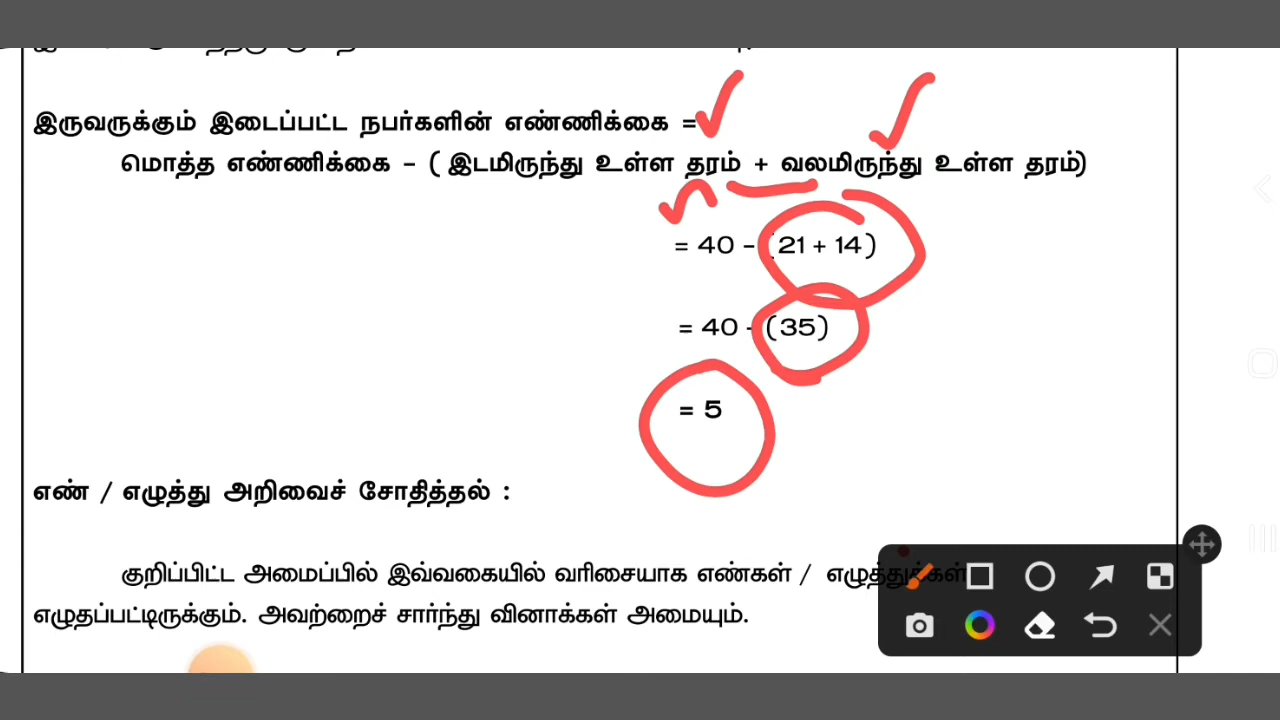 இருவருக்கும் இடைப்பட்ட நபர்களின் எண்ணிக்கை =
மொத்த எண்ணிக்கை - ( இடமிருந்து உள்ள தரம் + வலமிருந்து உள்ள தரம்)
= 40 - (21 + 14)
= 40 - (35)
= 5
எண் / எழுத்து அறிவைச் சோதித்தல் :
குறிப்பிட்ட அமைப்பில் இவ்வகையில் வரிசையாக எண்கள் / எழுத்துக்கள்
எழுதப்பட்டிருக்கும். அவற்றைச் சார்ந்து வினாக்கள் அமையும்.